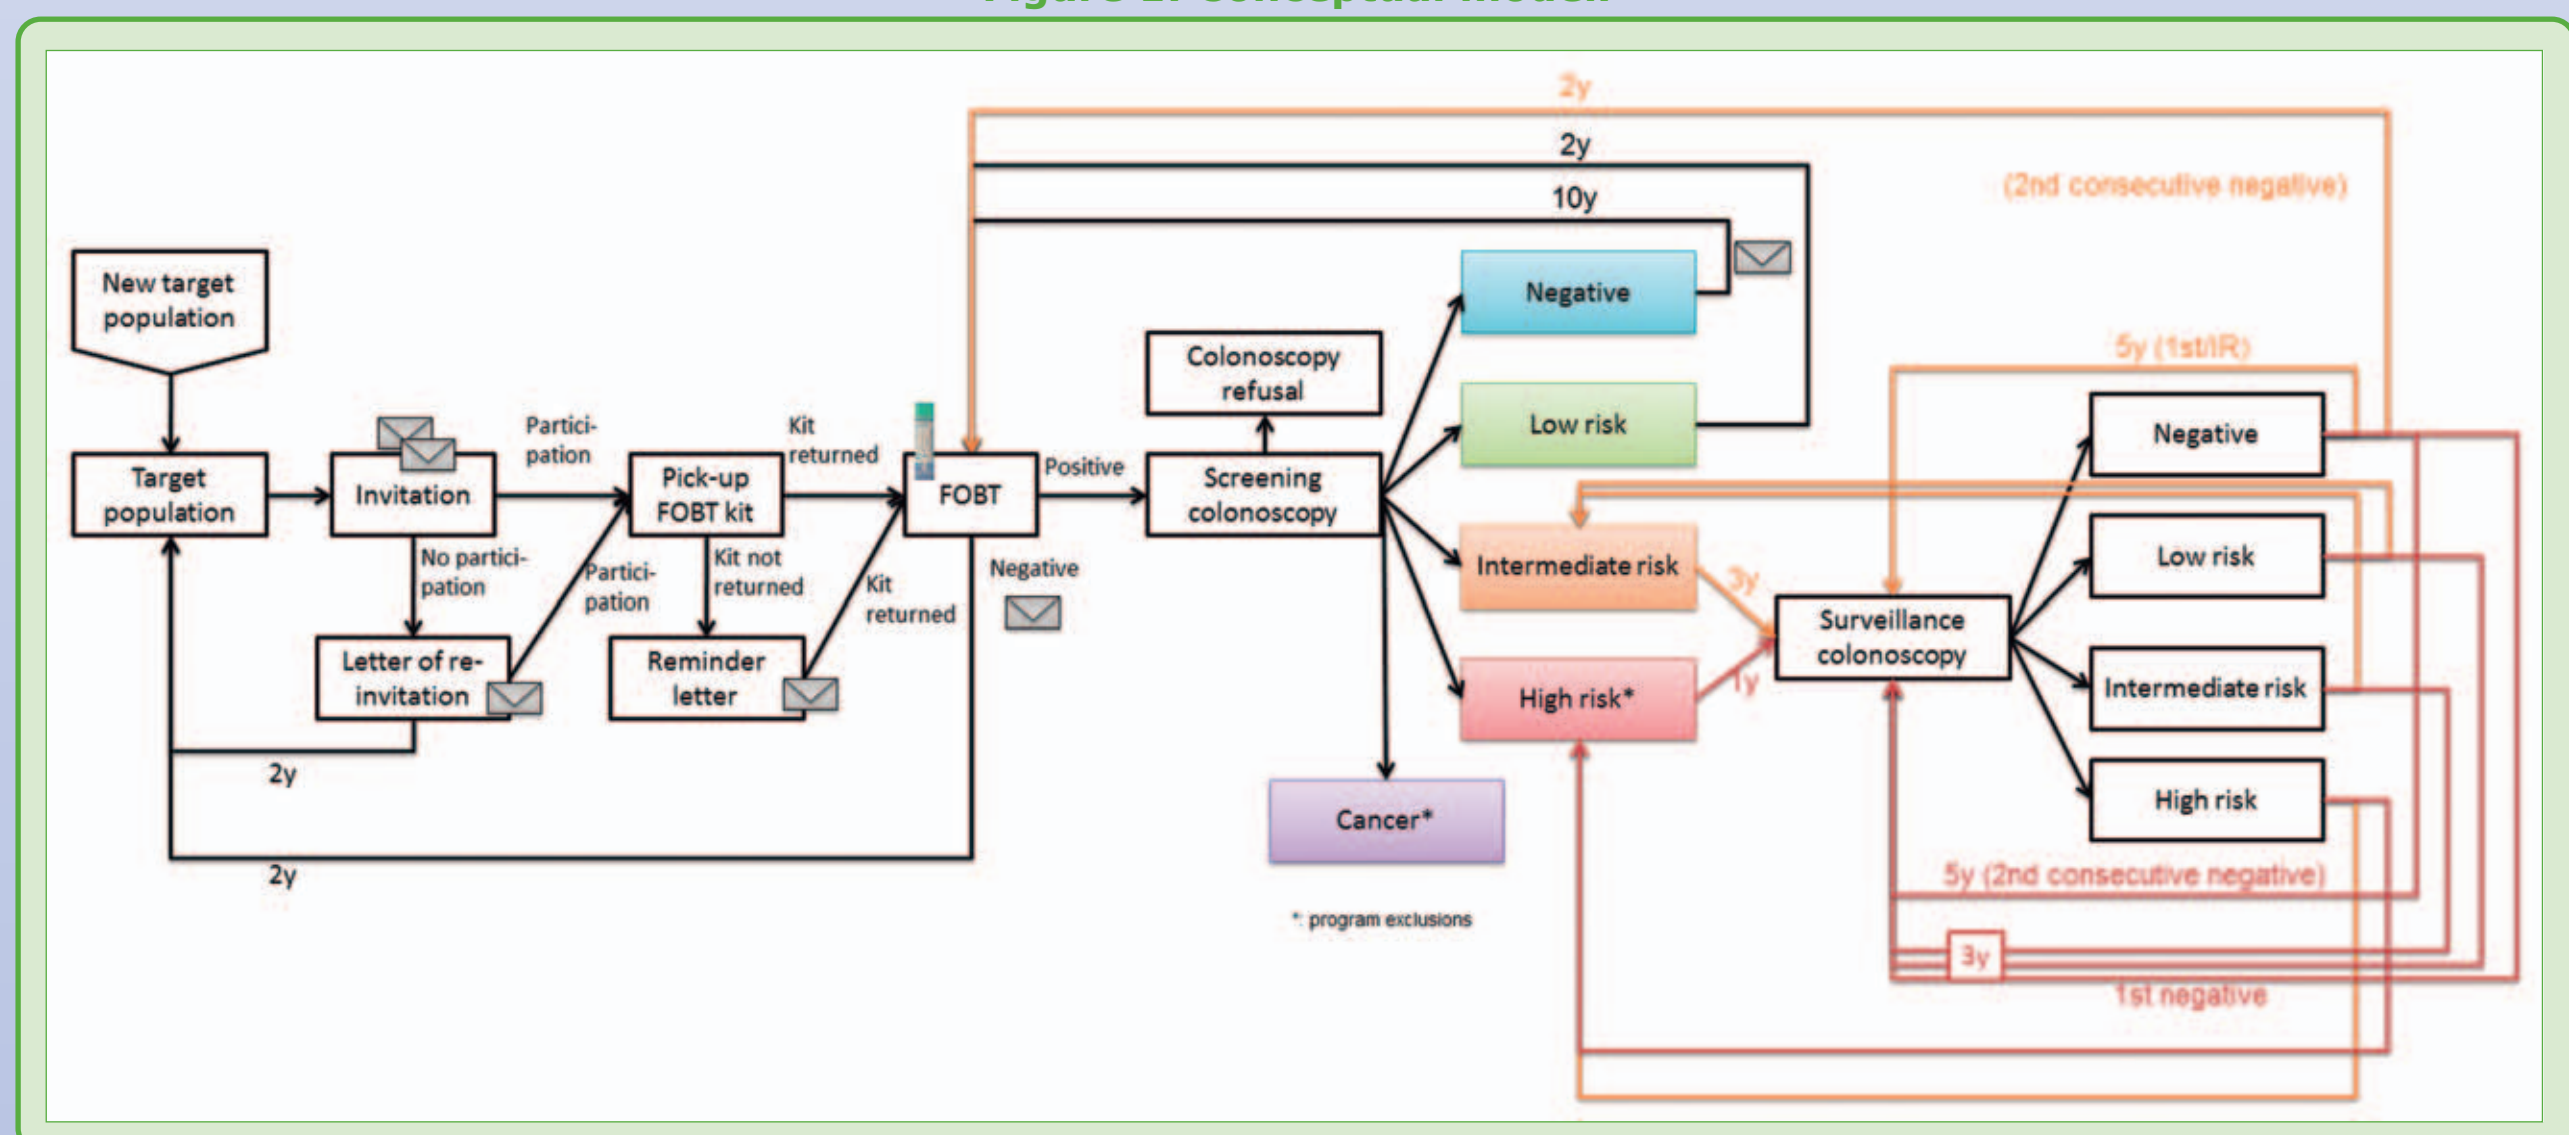 2y
2y
(2nd consecutive negative)
10y
New target
population
Negative
5y (1st/IR)
Colonoscopy
refusal
Low risk
Negative
Partici-
pation
Kit
returned
Target
population
Invitation
Pick-up
FOBT kit
FOBT
Positive
Screening
colonoscopy
Low risk
No partici-
pation
Partici-
pation
Kit not
returned
Kit
returned
Negative
Intermediate risk
3y
Surveillance
colonoscopy
Letter of re-
invitation
Reminder
letter
High risk*
1y
Intermediate risk
2y
Cancer*
High risk
2y
5y (2nd consecutive negative)
*: program exclusions
3y
1st negative